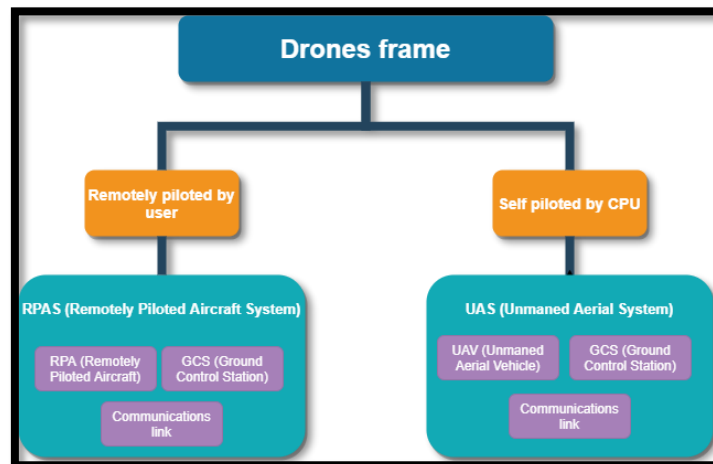 Drones frame
Remotely piloted by
user
Self piloted by CPU
RPAS (Remotely Piloted Aircraft System)
RPA (Remotely
Piloted Aircraft)
GCS (Ground
Control Station)
Communications
link
UAS (Unmaned Aerial System)
UAV (Unmaned
Aerial Vehicle)
GCS (Ground
Control Station)
Communications
link